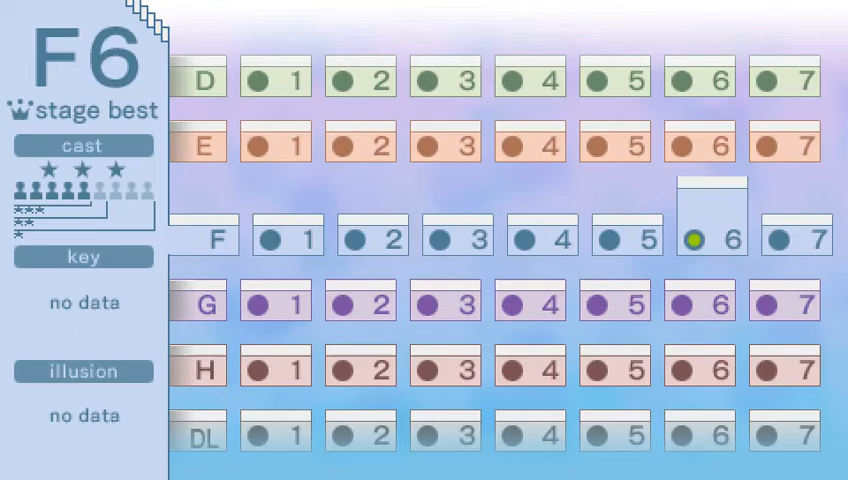 F6
stage best
cast
★ ★ ★
***
**
*
key
no data
illusion
no data
D 1 2 3 4 5 6 7
E 1 2 3 4 5 6 7
F 1 2 3 4 5 6 7
G 1 2 3 4 5 6 7
H 1 2 3 4 5 6 7
DL 1 2 3 4 5 6 7